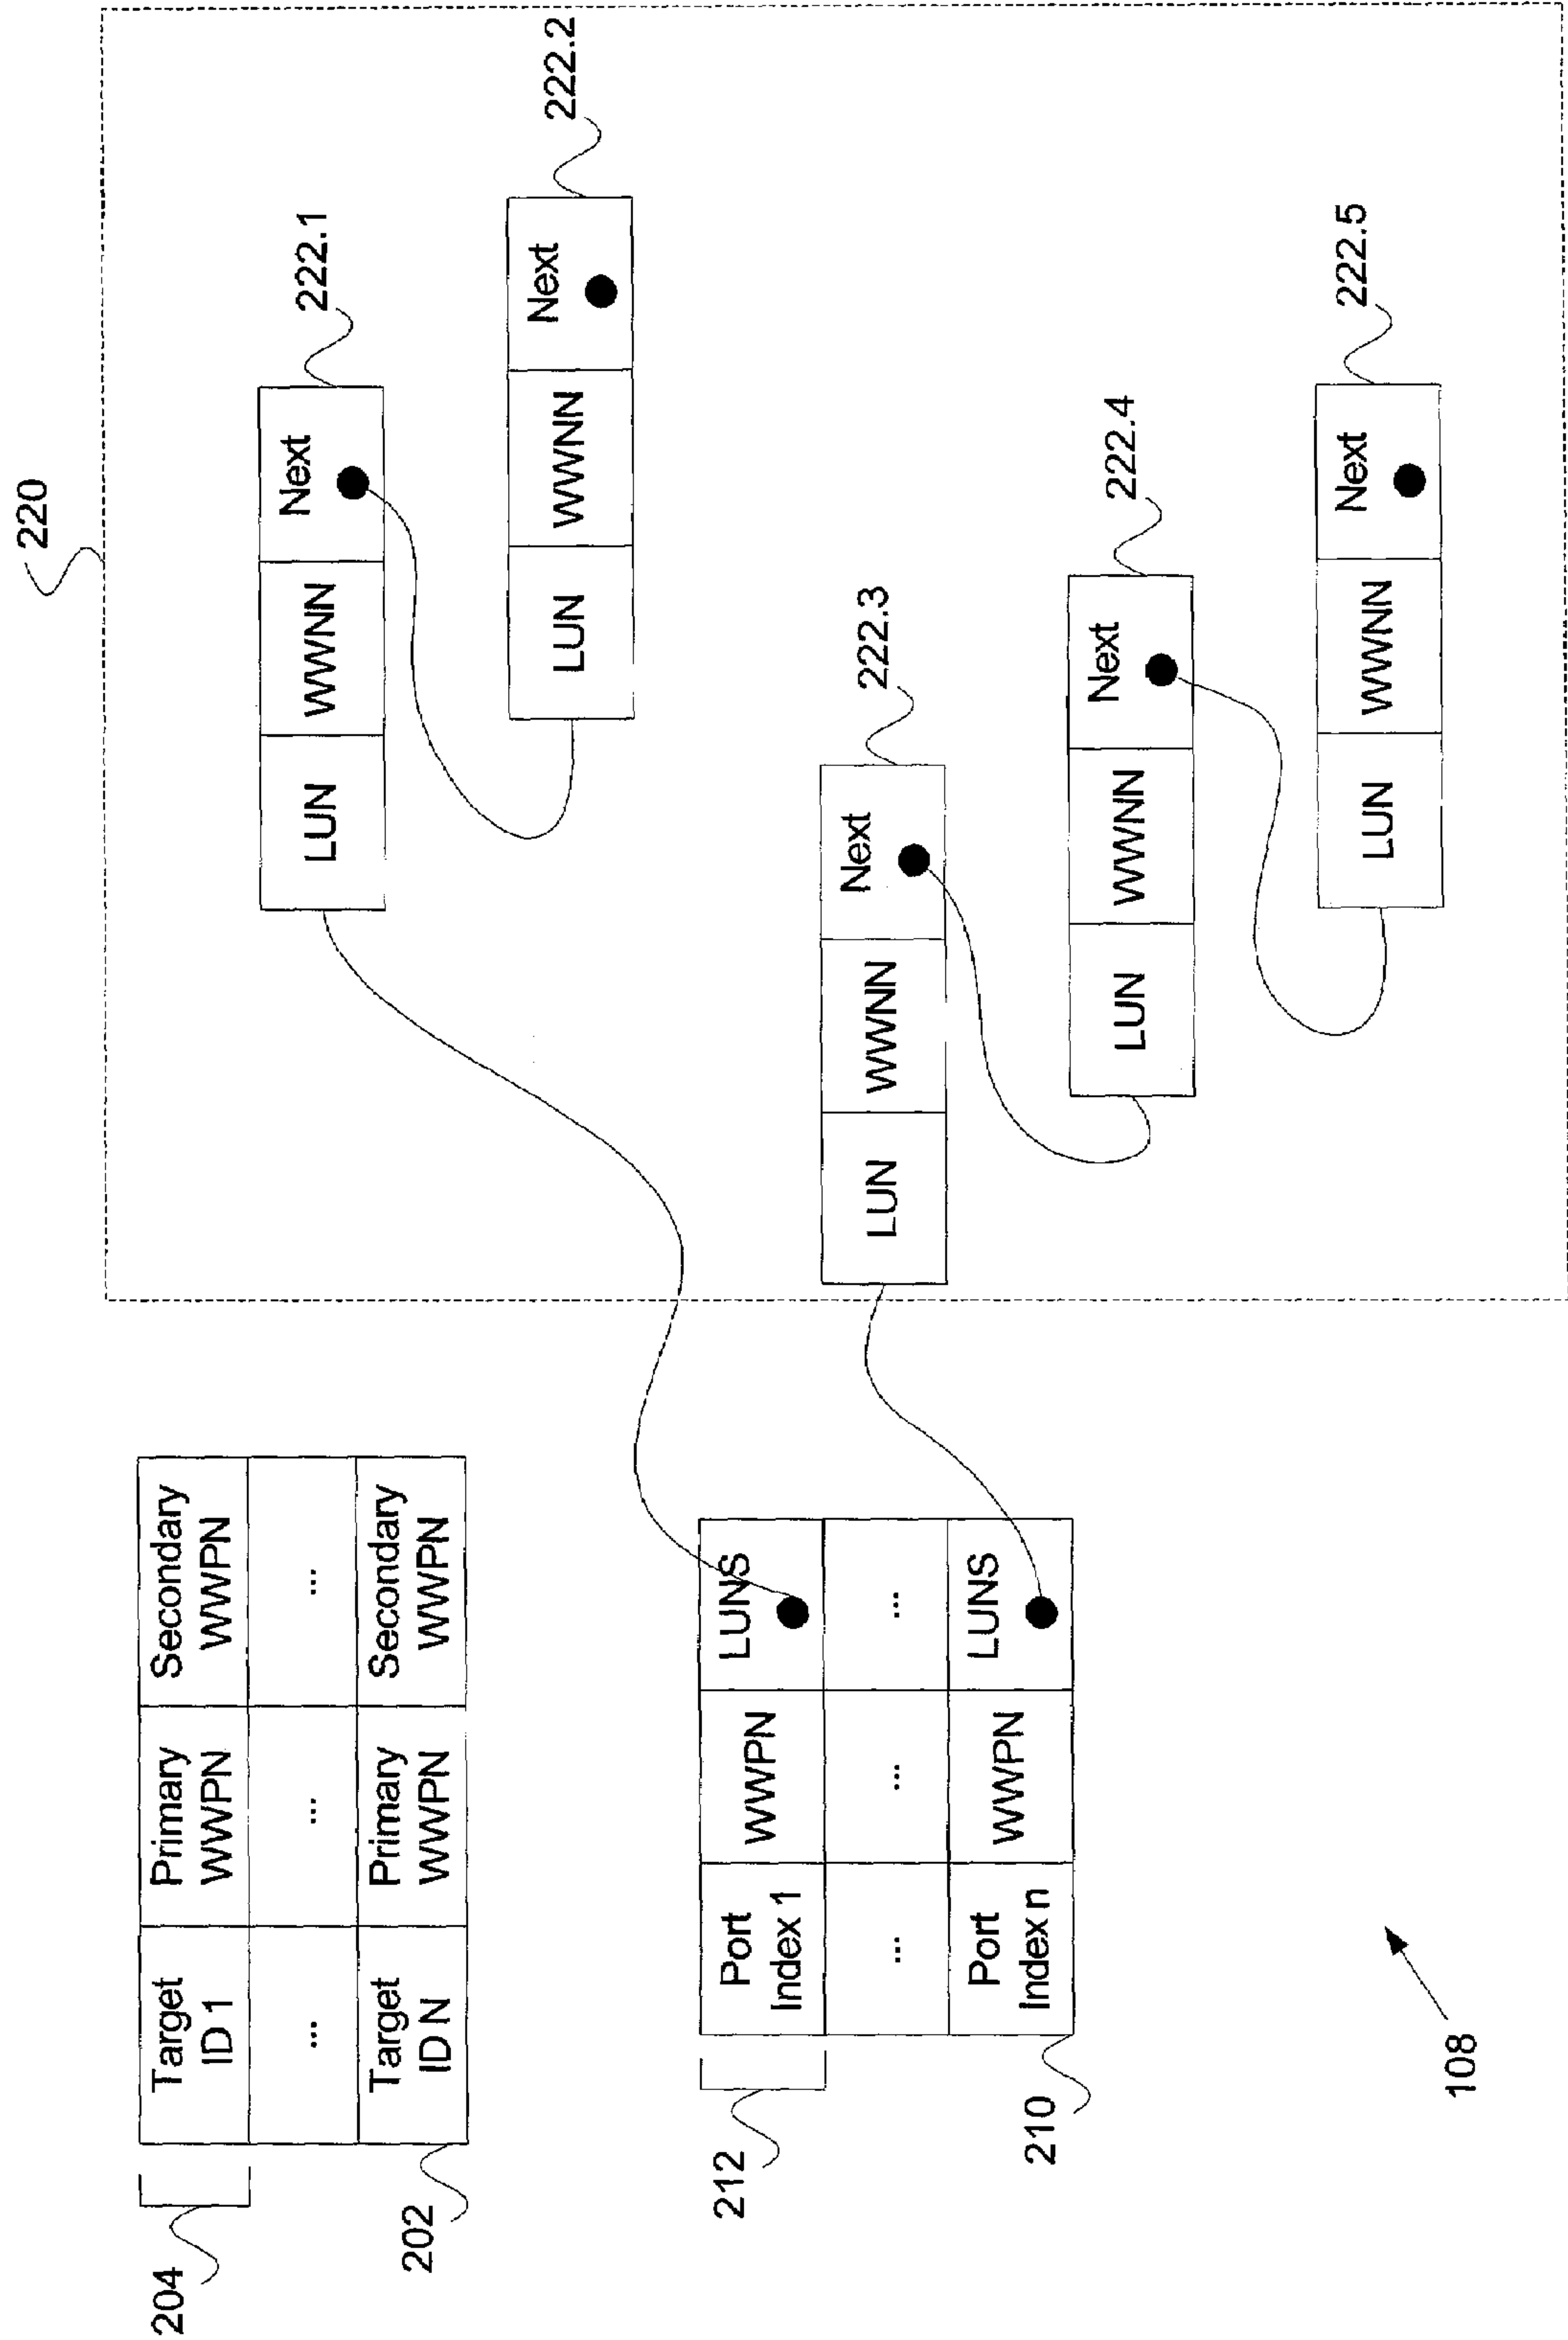 220
204
Target
ID 1
Primary
WWPN
Secondary
WWPN
...
...
...
Target
ID N
Primary
WWPN
Secondary
WWPN
202
LUN
WWNN
Next
222.1
LUN
WWNN
Next
222.2
212
Port
Index 1
WWPN
LUNS
...
...
...
Port
Index n
WWPN
LUNS
210
LUN
WWNN
Next
222.3
LUN
WWNN
Next
222.4
LUN
WWNN
Next
222.5
108